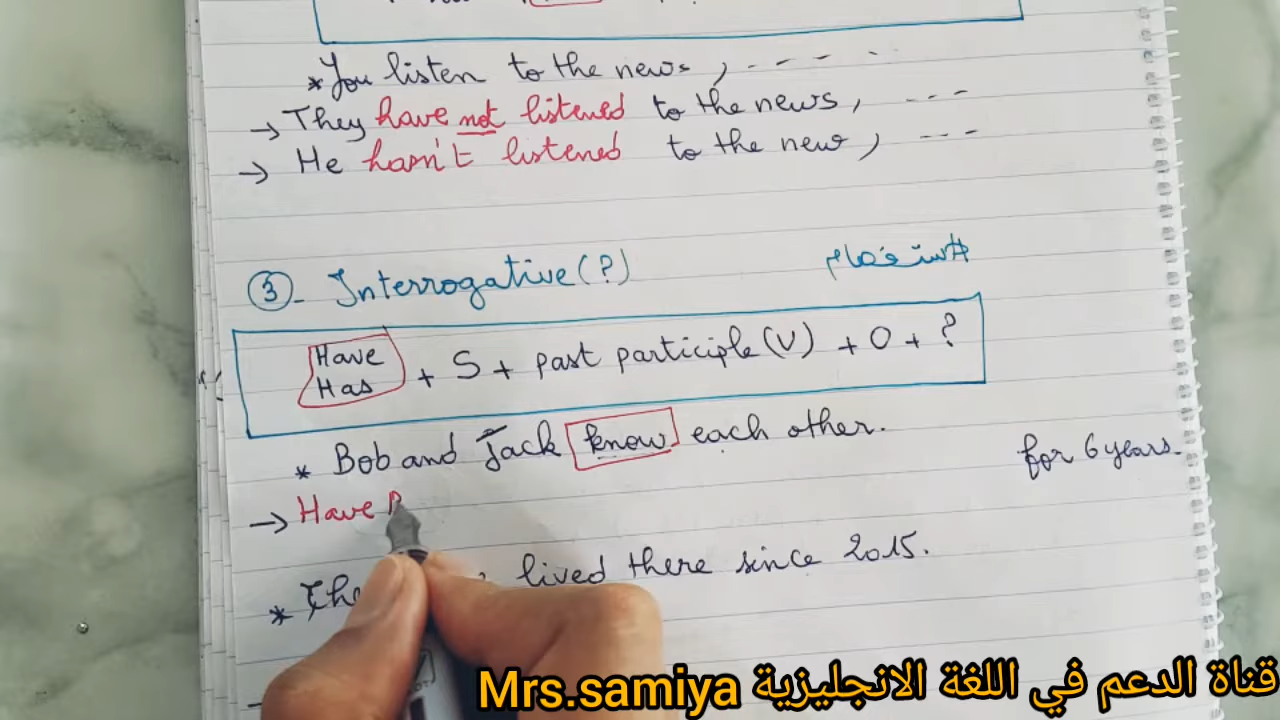 *You listen to the news, - - - -
→ They have not listened to the news, - - -
→ He hasn't listened to the news, - - -
③- Interrogative (?) الاستفهام
Have
Has + S + past participle (V) + O + ?
* Bob and Jack know each other. for 6 years.
→ Have
* lived there since 2015.
Mrs.samiya قناة الدعم في اللغة الانجليزية